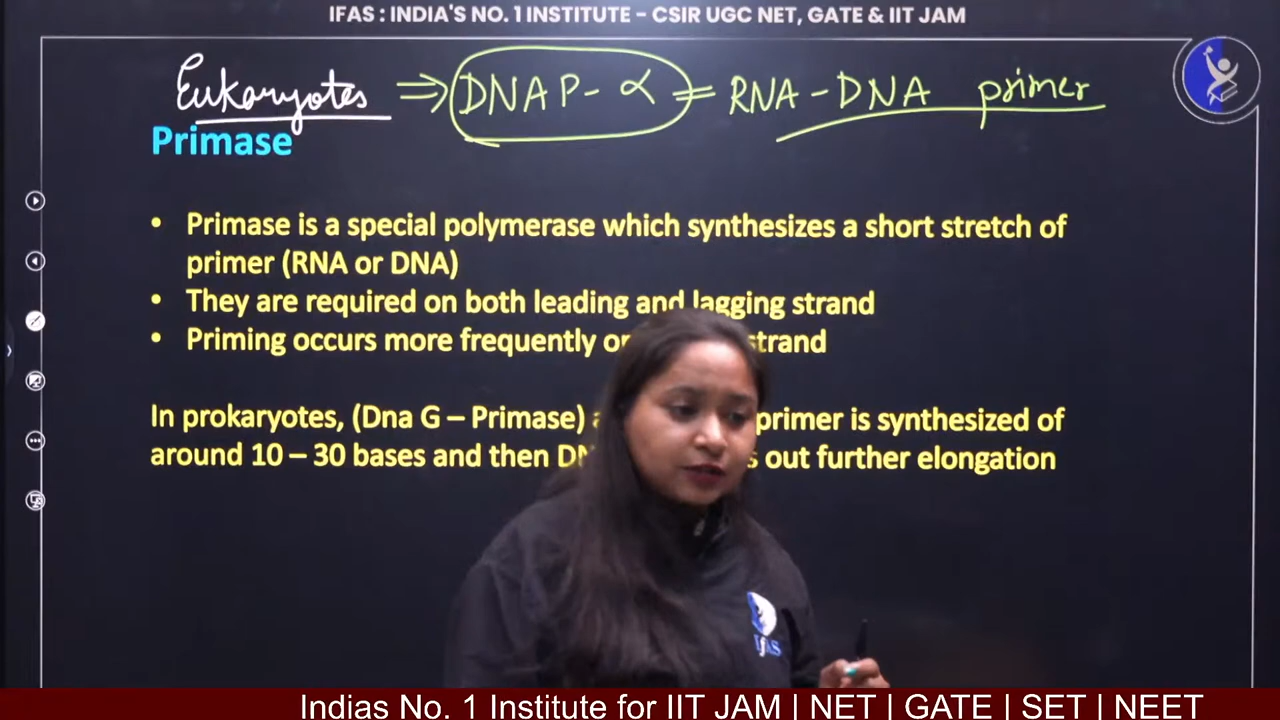 IFAS : INDIA'S NO. 1 INSTITUTE - CSIR UGC NET, GATE & IIT JAM
Eukaryotes ⇒ DNAP-α = RNA-DNA primer
Primase
• Primase is a special polymerase which synthesizes a short stretch of
primer (RNA or DNA)
• They are required on both leading and lagging strand
• Priming occurs more frequently strand
In prokaryotes, (Dna G – Primase) primer is synthesized of
around 10 – 30 bases and then out further elongation
IFAS
Indias No. 1 Institute for IIT JAM | NET | GATE | SET | NEET